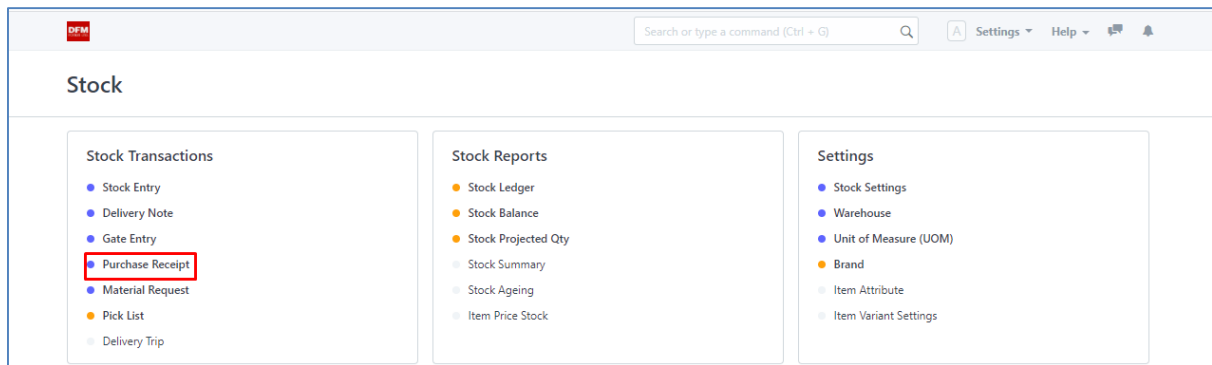 DFM
Search or type a command (Ctrl + G)
A Settings Help
Stock
Stock Transactions
Stock Entry
Delivery Note
Gate Entry
Purchase Receipt
Material Request
Pick List
Delivery Trip
Stock Reports
Stock Ledger
Stock Balance
Stock Projected Qty
Stock Summary
Stock Ageing
Item Price Stock
Settings
Stock Settings
Warehouse
Unit of Measure (UOM)
Brand
Item Attribute
Item Variant Settings